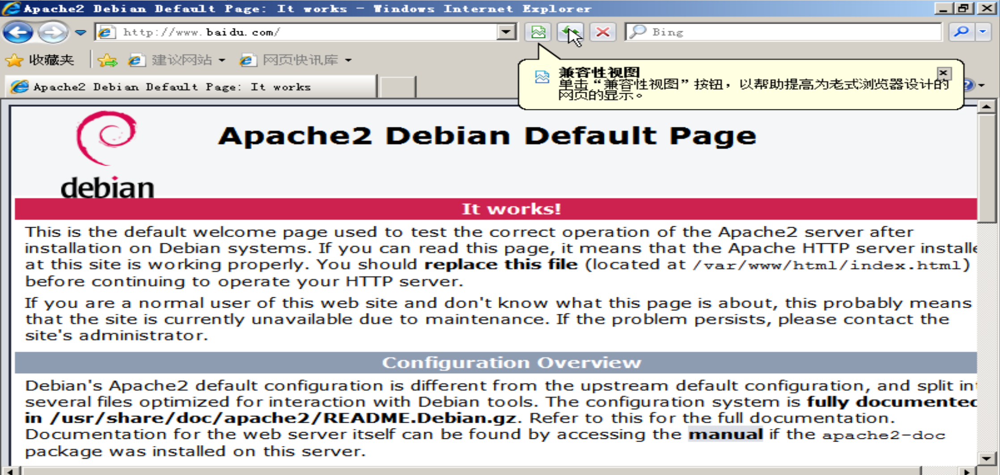 Apache2 Debian Default Page: It works - Windows Internet Explorer
http://www.baidu.com/
Bing
收藏夹
建议网站
网页快讯库
兼容性视图
单击“兼容性视图”按钮，以帮助提高为老式浏览器设计的
网页的显示。
Apache2 Debian Default Page: It works
debian
Apache2 Debian Default Page
It works!
This is the default welcome page used to test the correct operation of the Apache2 server after
installation on Debian systems. If you can read this page, it means that the Apache HTTP server installe
at this site is working properly. You should replace this file (located at /var/www/html/index.html)
before continuing to operate your HTTP server.
If you are a normal user of this web site and don't know what this page is about, this probably means
that the site is currently unavailable due to maintenance. If the problem persists, please contact the
site's administrator.
Configuration Overview
Debian's Apache2 default configuration is different from the upstream default configuration, and split int
several files optimized for interaction with Debian tools. The configuration system is fully documented
in /usr/share/doc/apache2/README.Debian.gz. Refer to this for the full documentation.
Documentation for the web server itself can be found by accessing the manual if the apache2-doc
package was installed on this server.